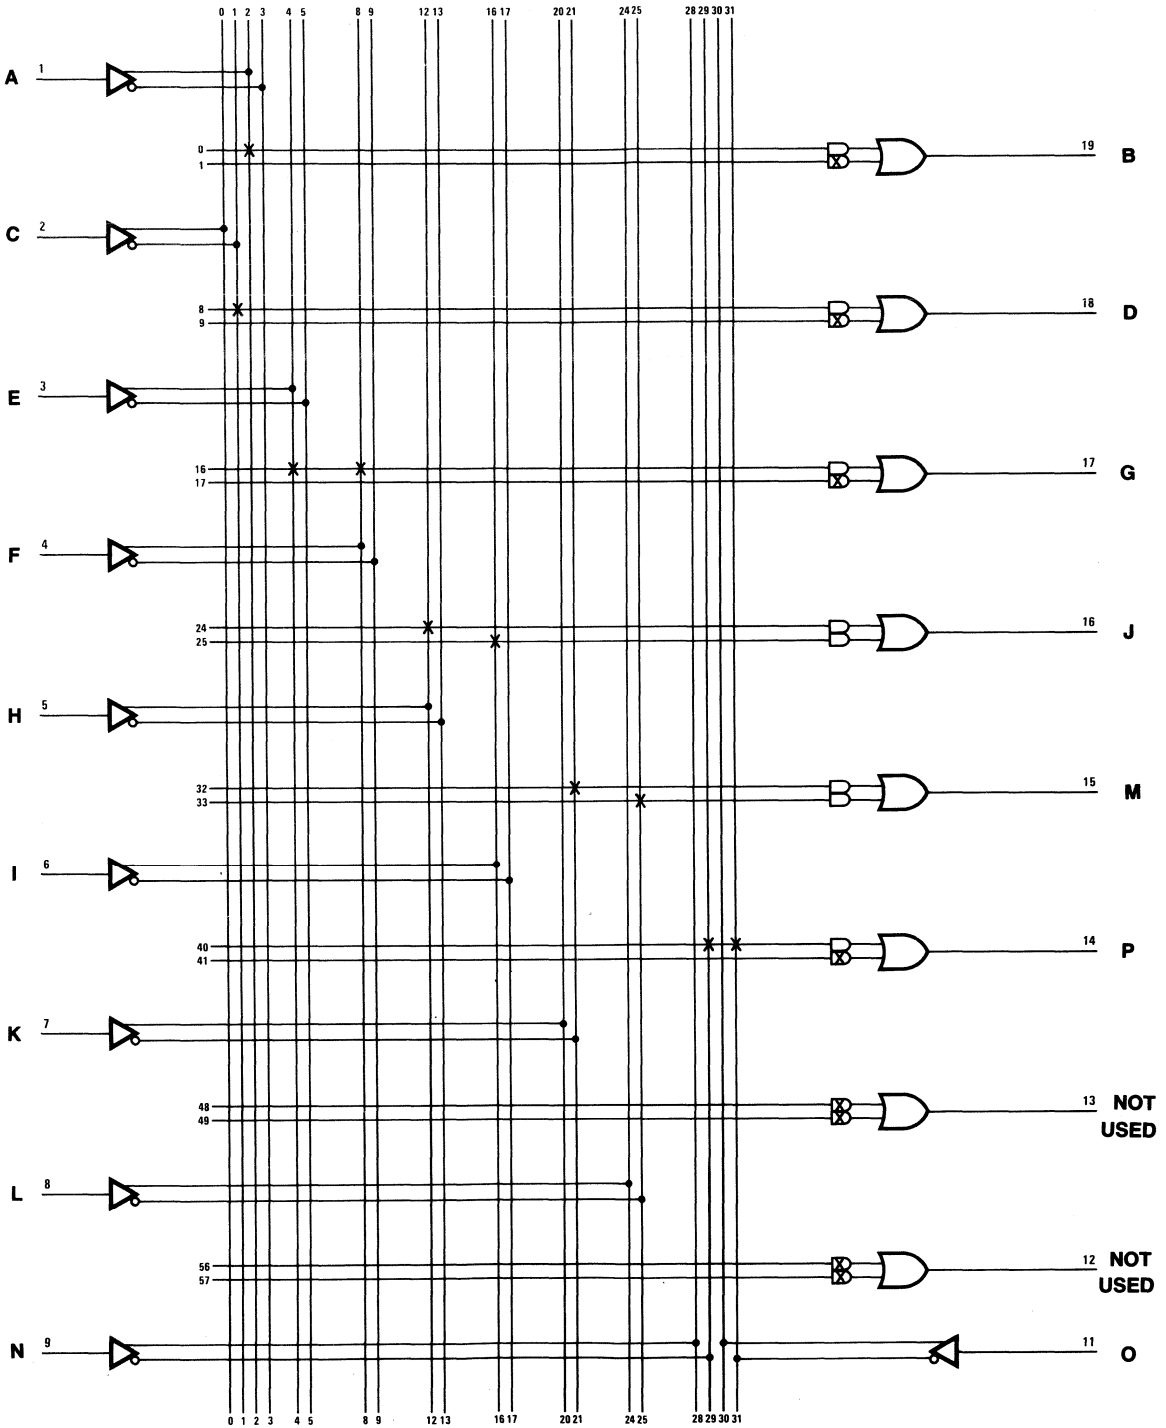 0 1 2 3 4 5 8 9 12 13 16 17 20 21 24 25 28 29 30 31
A 1
0
1
19 B
C 2
8
9
18 D
E 3
16
17
17 G
F 4
24
25
16 J
H 5
32
33
15 M
I 6
40
41
14 P
K 7
48
49
13 NOT
USED
L 8
56
57
12 NOT
USED
N 9
11 O
0 1 2 3 4 5 8 9 12 13 16 17 20 21 24 25 28 29 30 31